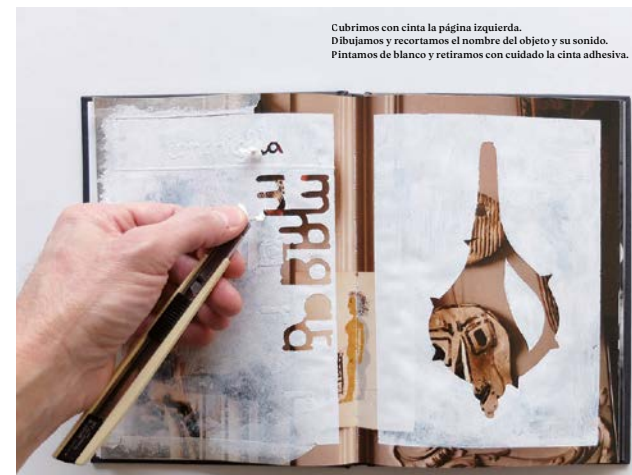 Cubrimos con cinta la página izquierda.
Dibujamos y recortamos el nombre del objeto y su sonido.
Pintamos de blanco y retiramos con cuidado la cinta adhesiva.